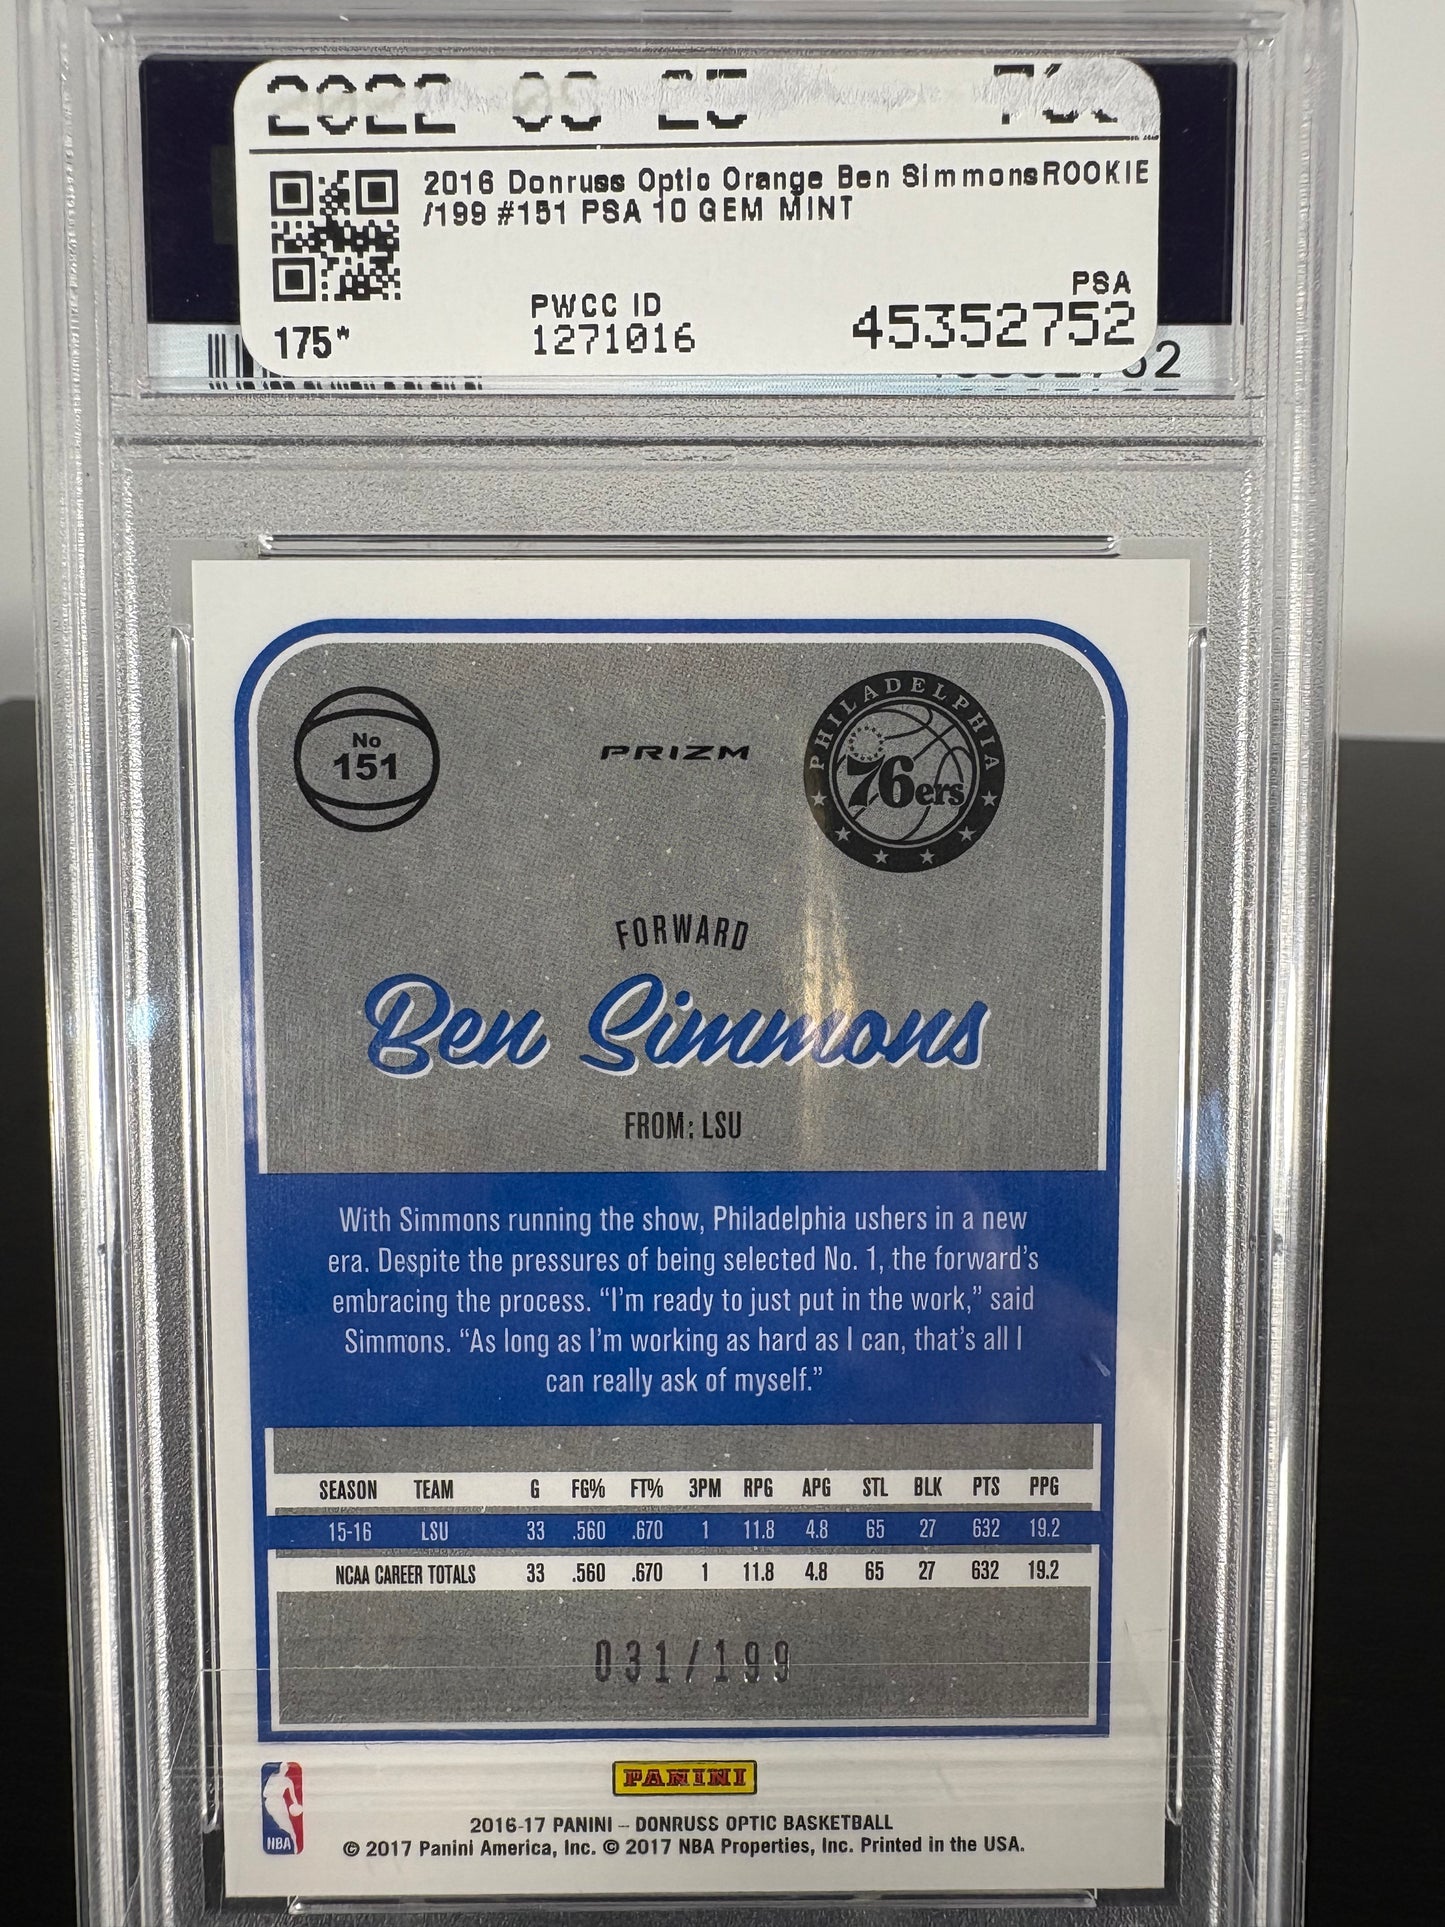 2022 03 25
2016 Donruss Optic Orange Ben SimmonsROOKIE
/199 #151 PSA 10 GEM MINT
PSA
PWCC ID
45352752
175*
1271016
No
151
PRIZM
PHILADELPHIA
76ers
FORWARD
Ben Simmons
FROM: LSU
With Simmons running the show, Philadelphia ushers in a new
era. Despite the pressures of being selected No. 1, the forward's
embracing the process. “I'm ready to just put in the work,” said
Simmons. “As long as I'm working as hard as I can, that's all I
can really ask of myself.”
SEASON TEAM G FG% FT% 3PM RPG APG STL BLK PTS PPG
15-16 LSU 33 .560 .670 1 11.8 4.8 65 27 632 19.2
NCAA CAREER TOTALS 33 .560 .670 1 11.8 4.8 65 27 632 19.2
031/199
NBA
PANINI
2016-17 PANINI – DONRUSS OPTIC BASKETBALL
© 2017 Panini America, Inc. © 2017 NBA Properties, Inc. Printed in the USA.